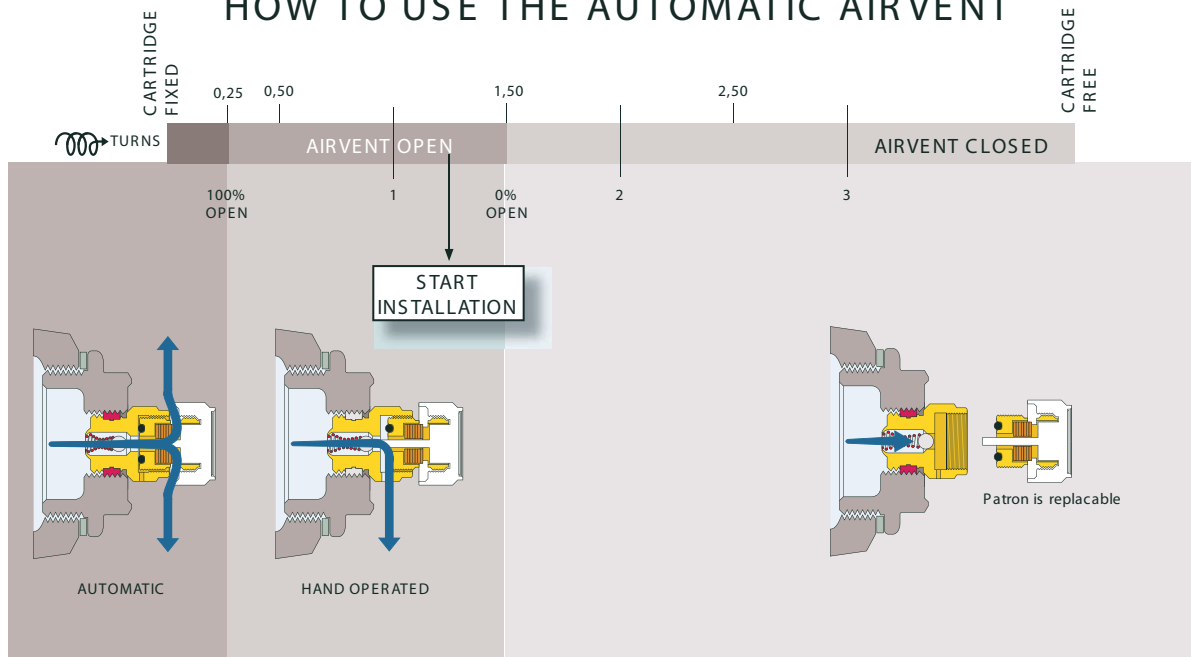 HOW TO USE THE AUTOMATIC AIRVENT
CARTRIDGE
FIXED
CARTRIDGE
FREE
0,25
0,50
1,50
2,50
TURNS
AIRVENT OPEN
AIRVENT CLOSED
100%
OPEN
1
0%
OPEN
2
3
START
INSTALLATION
Patron is replacable
AUTOMATIC
HAND OPERATED